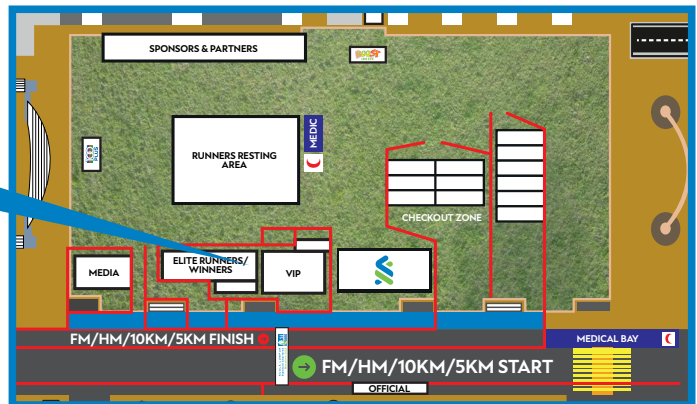 SPONSORS & PARTNERS
MEDIC
RUNNERS RESTING
AREA
PLUS
CHECKOUT ZONE
MEDIA
ELITE RUNNERS/
WINNERS
VIP
FM/HM/10KM/5KM FINISH
MEDICAL BAY
FM/HM/10KM/5KM START
OFFICIAL